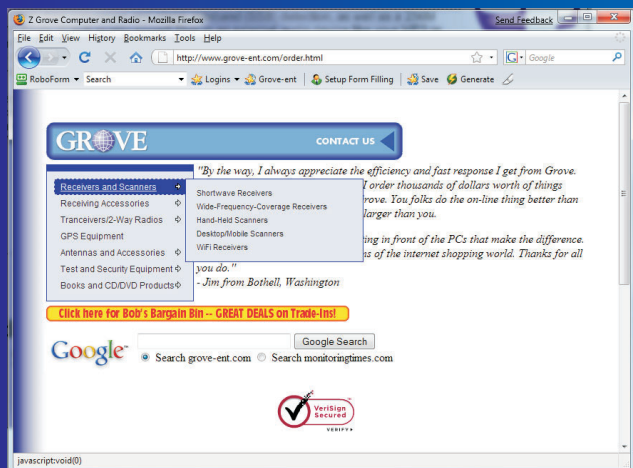 Z Grove Computer and Radio - Mozilla Firefox
Send Feedback
File Edit View History Bookmarks Tools Help
http://www.grove-ent.com/order.html
Google
RoboForm Search Logins Grove-ent Setup Form Filling Save Generate
GROVE
CONTACT US
Receivers and Scanners
Receiving Accessories
Tranceivers/2-Way Radios
GPS Equipment
Antennas and Accessories
Test and Security Equipment
Books and CD/DVD Products
Shortwave Receivers
Wide-Frequency-Coverage Receivers
Hand-Held Scanners
Desktop/Mobile Scanners
WiFi Receivers
"By the way, I always appreciate the efficiency and fast response I get from Grove.
I order thousands of dollars worth of things
rove. You folks do the on-line thing better than
larger than you.
ing in front of the PCs that make the difference.
ns of the internet shopping world. Thanks for all
you do."
- Jim from Bothell, Washington
Click here for Bob's Bargain Bin -- GREAT DEALS on Trade-Ins!
Google
Google Search
Search grove-ent.com Search monitoringtimes.com
VeriSign
Secured
VERIFY
javascript:void(0)